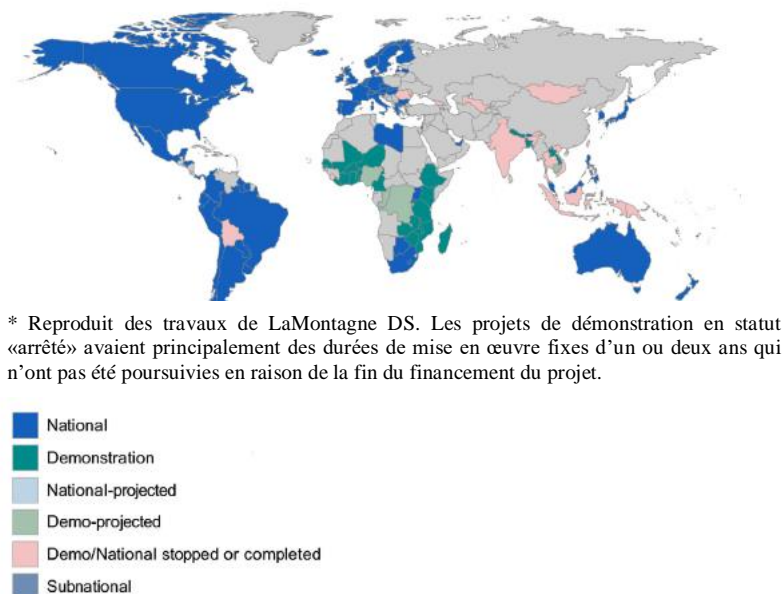 * Reproduit des travaux de LaMontagne DS. Les projets de démonstration en statut
«arrêté» avaient principalement des durées de mise en œuvre fixes d’un ou deux ans qui
n’ont pas été poursuivies en raison de la fin du financement du projet.
National
Demonstration
National-projected
Demo-projected
Demo/National stopped or completed
Subnational